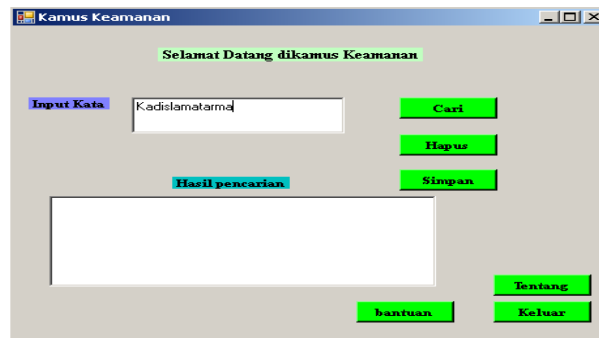 Kamus Keamanan
Selamat Datang dikamus Keamanan
Input Kata
Kadislamatarma
Cari
Hapus
Hasil pencarian
Simpan
Tentang
bantuan
Keluar